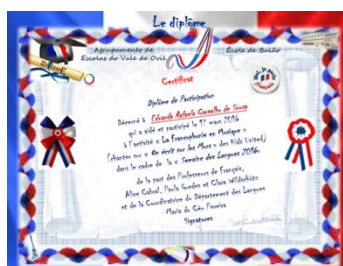 Le diplôme
Agrupamento de
Escolas do Vale de Ovil
École de Baião
Certificat
Diplôme de Participation
Décerné à Eduarda Rafaela Carvalho de Sousa
qui a aidé et participé le 17 mars 2016
à l'activité « La Francophonie en Musique »
(chanter sur « On écrit sur les Murs » des Kids United)
dans le cadre de la « Semaine des Langues 2016»
de la part des Professeurs de Français,
Alice Cabral, Paula Guedes et Clara
et de la Coordinatrice du Département des Langues
Maria do Céu Pereira
Signatures